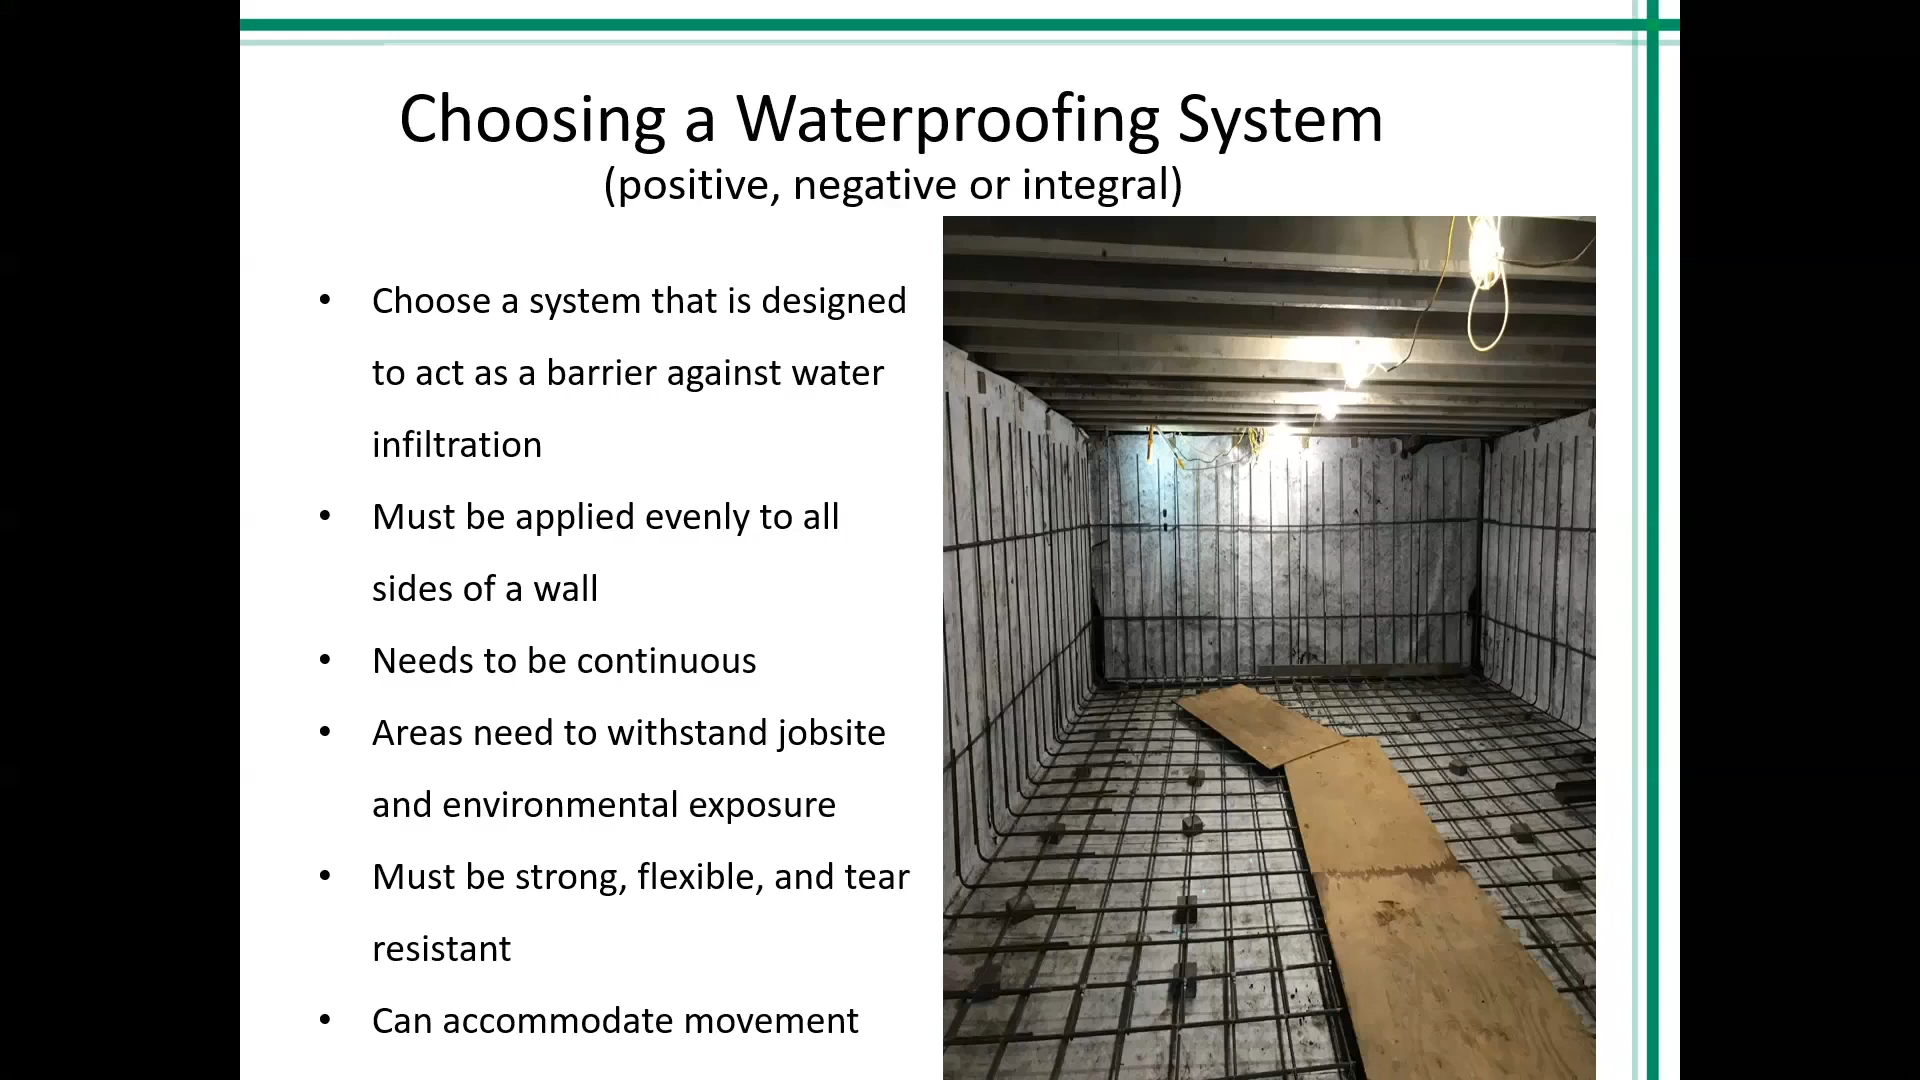 Choosing a Waterproofing System
(positive, negative or integral)
• Choose a system that is designed
to act as a barrier against water
infiltration
• Must be applied evenly to all
sides of a wall
• Needs to be continuous
• Areas need to withstand jobsite
and environmental exposure
• Must be strong, flexible, and tear
resistant
• Can accommodate movement